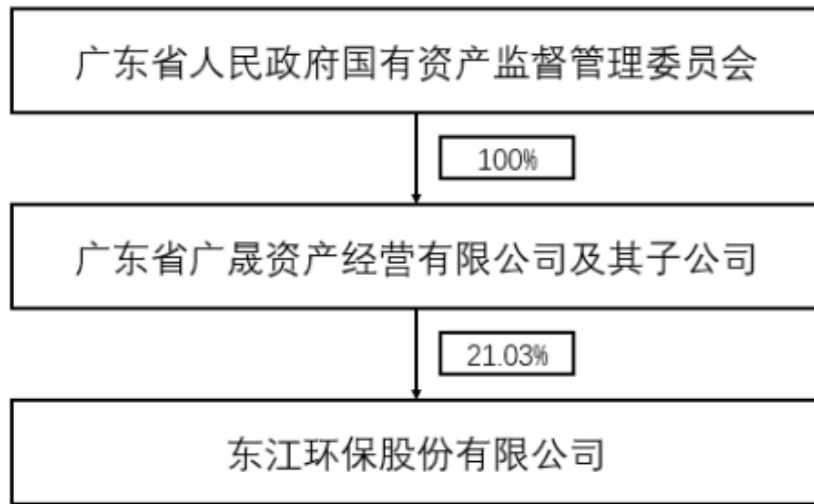 广东省人民政府国有资产监督管理委员会
100%
广东省广晟资产经营有限公司及其子公司
21.03%
东江环保股份有限公司